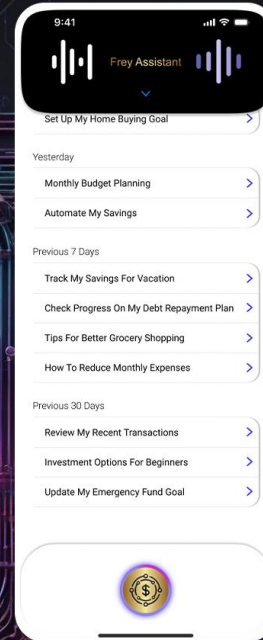 9:41
Frey Assistant
Set Up My Home Buying Goal
Yesterday
Monthly Budget Planning
Automate My Savings
Previous 7 Days
Track My Savings For Vacation
Check Progress On My Debt Repayment Plan
Tips For Better Grocery Shopping
How To Reduce Monthly Expenses
Previous 30 Days
Review My Recent Transactions
Investment Options For Beginners
Update My Emergency Fund Goal
$